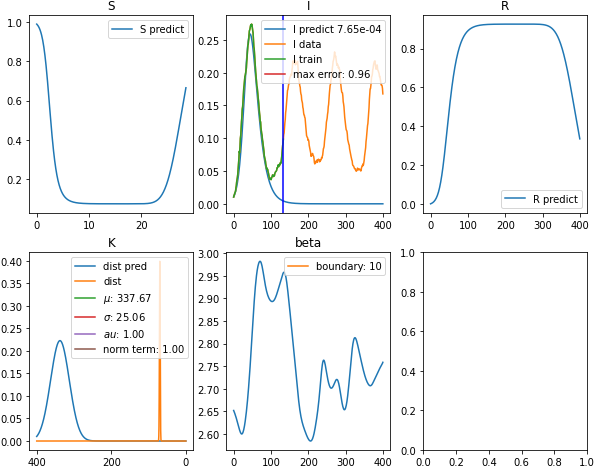 S
1.0
0.8
0.6
0.4
0.2
0 10 20
S predict
I
0.25
0.20
0.15
0.10
0.05
0.00
0 100 200 300 400
I predict 7.65e-04
I data
I train
max error: 0.96
R
0.8
0.6
0.4
0.2
0.0
0 100 200 300 400
R predict
K
0.40
0.35
0.30
0.25
0.20
0.15
0.10
0.05
0.00
400 200 0
dist pred
dist
μ: 337.67
σ: 25.06
au: 1.00
norm term: 1.00
beta
3.00
2.95
2.90
2.85
2.80
2.75
2.70
2.65
2.60
0 100 200 300 400
boundary: 10
1.0
0.8
0.6
0.4
0.2
0.0
0.0 0.2 0.4 0.6 0.8 1.0